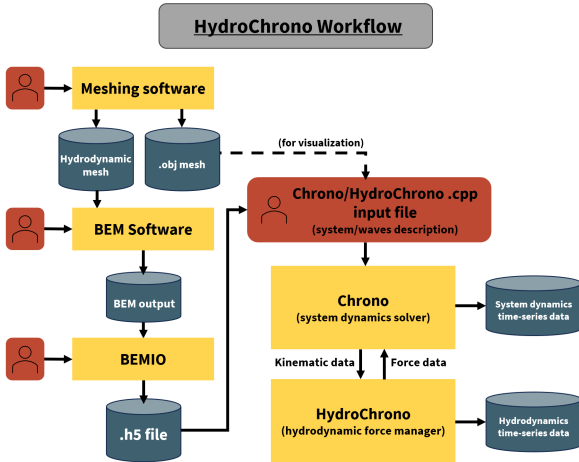 HydroChrono Workflow
Meshing software
Hydrodynamic
mesh
.obj mesh
(for visualization)
Chrono/HydroChrono .cpp
input file
(system/waves description)
BEM Software
BEM output
Chrono
(system dynamics solver)
System dynamics
time-series data
BEMIO
Kinematic data
Force data
.h5 file
HydroChrono
(hydrodynamic force manager)
Hydrodynamics
time-series data